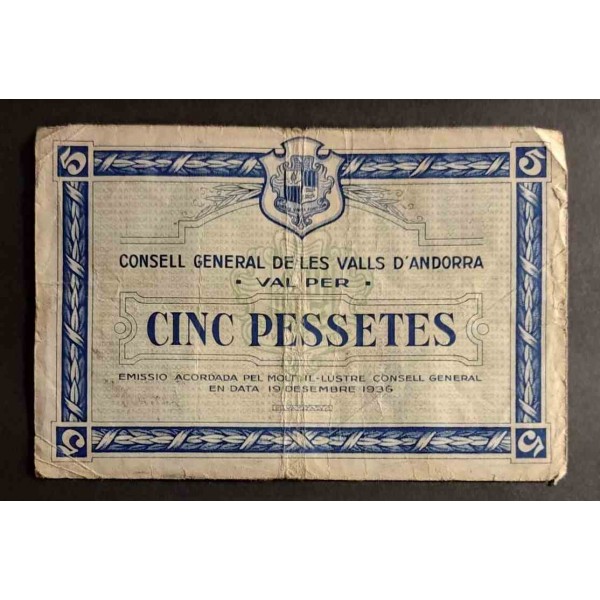 5 5
CONSELL GENERAL DE LES VALLS D'ANDORRA
· VAL PER ·
CINC PESSETES
EMISSIO ACORDADA PEL MOLT IL-LUSTRE CONSELL GENERAL
EN DATA 19 DESEMBRE 1936
5 5